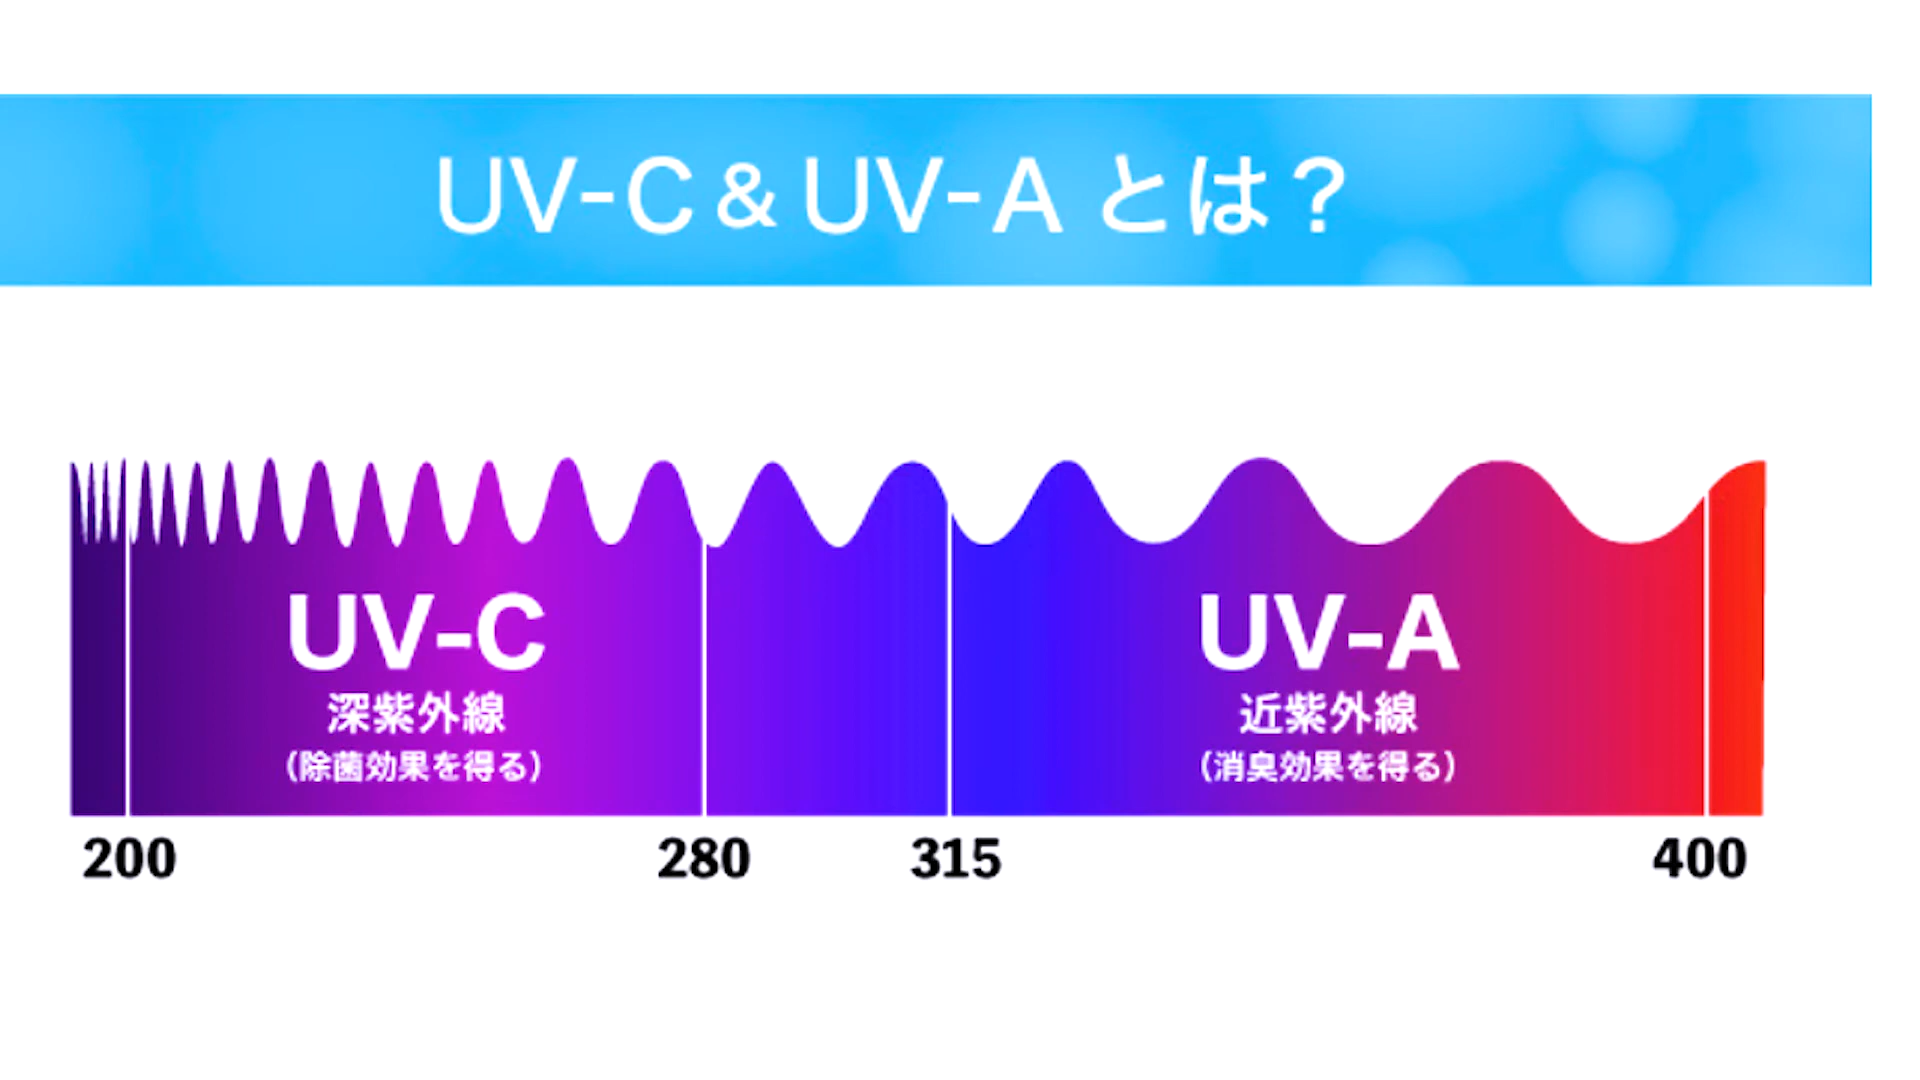 UV-C&UV-A とは?
UV-C
深紫外線
(除菌効果を得る)
UV-A
近紫外線
(消臭効果を得る)
200
280
315
400